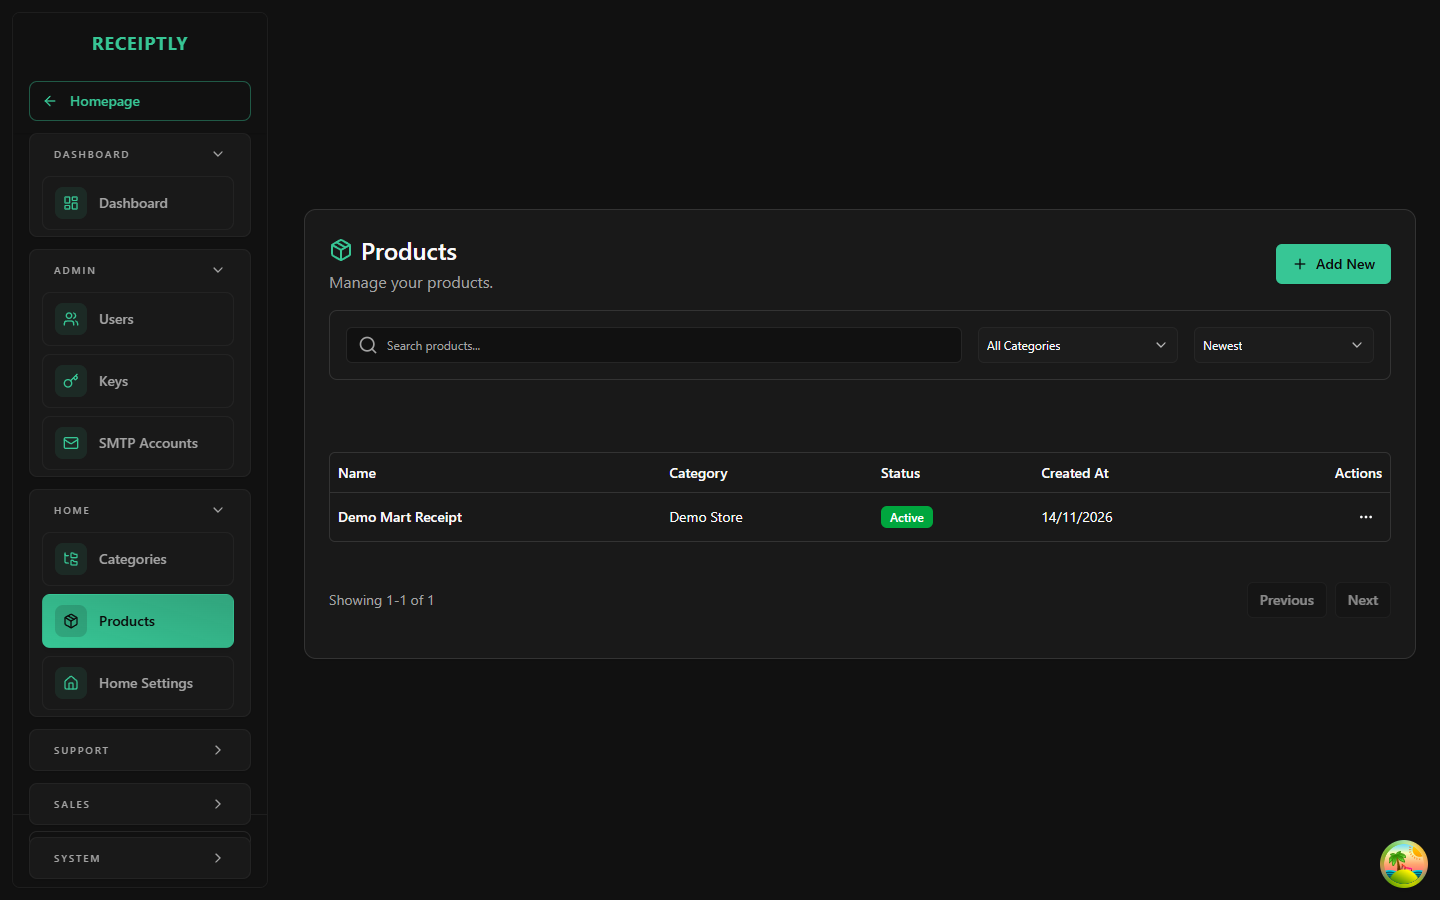 RECEIPTLY
Homepage
DASHBOARD
Dashboard
ADMIN
Users
Keys
SMTP Accounts
HOME
Categories
Products
Home Settings
SUPPORT
SALES
SYSTEM
Products
Manage your products.
Add New
Search products...
All Categories
Newest
Name Category Status Created At Actions
Demo Mart Receipt Demo Store Active 14/11/2026
Showing 1-1 of 1
Previous
Next